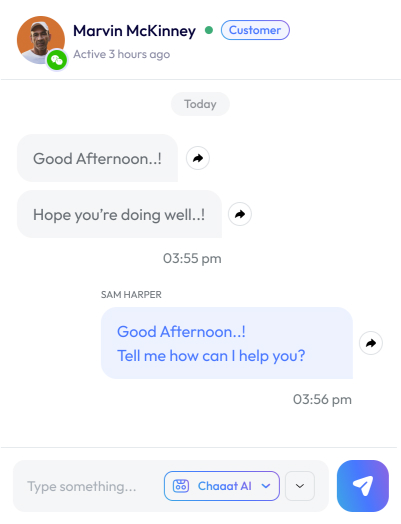 Marvin McKinney
Customer
Active 3 hours ago
Today
Good Afternoon..!
Hope you're doing well..!
03:55 pm
SAM HARPER
Good Afternoon..!
Tell me how can I help you?
03:56 pm
Type something...
Chaaat AI